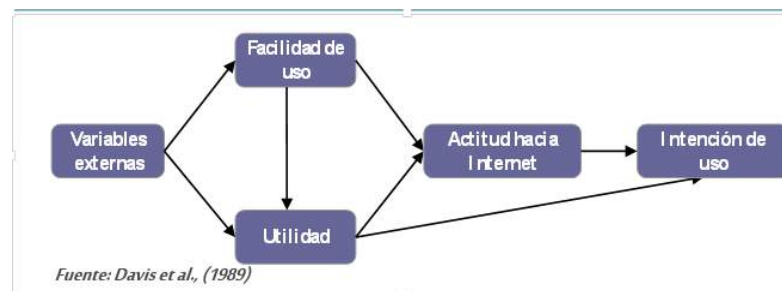 Facilidad de
uso
Variables
externas
Actitud hacia
Internet
Intención de
uso
Utilidad
Fuente: Davis et al., (1989)